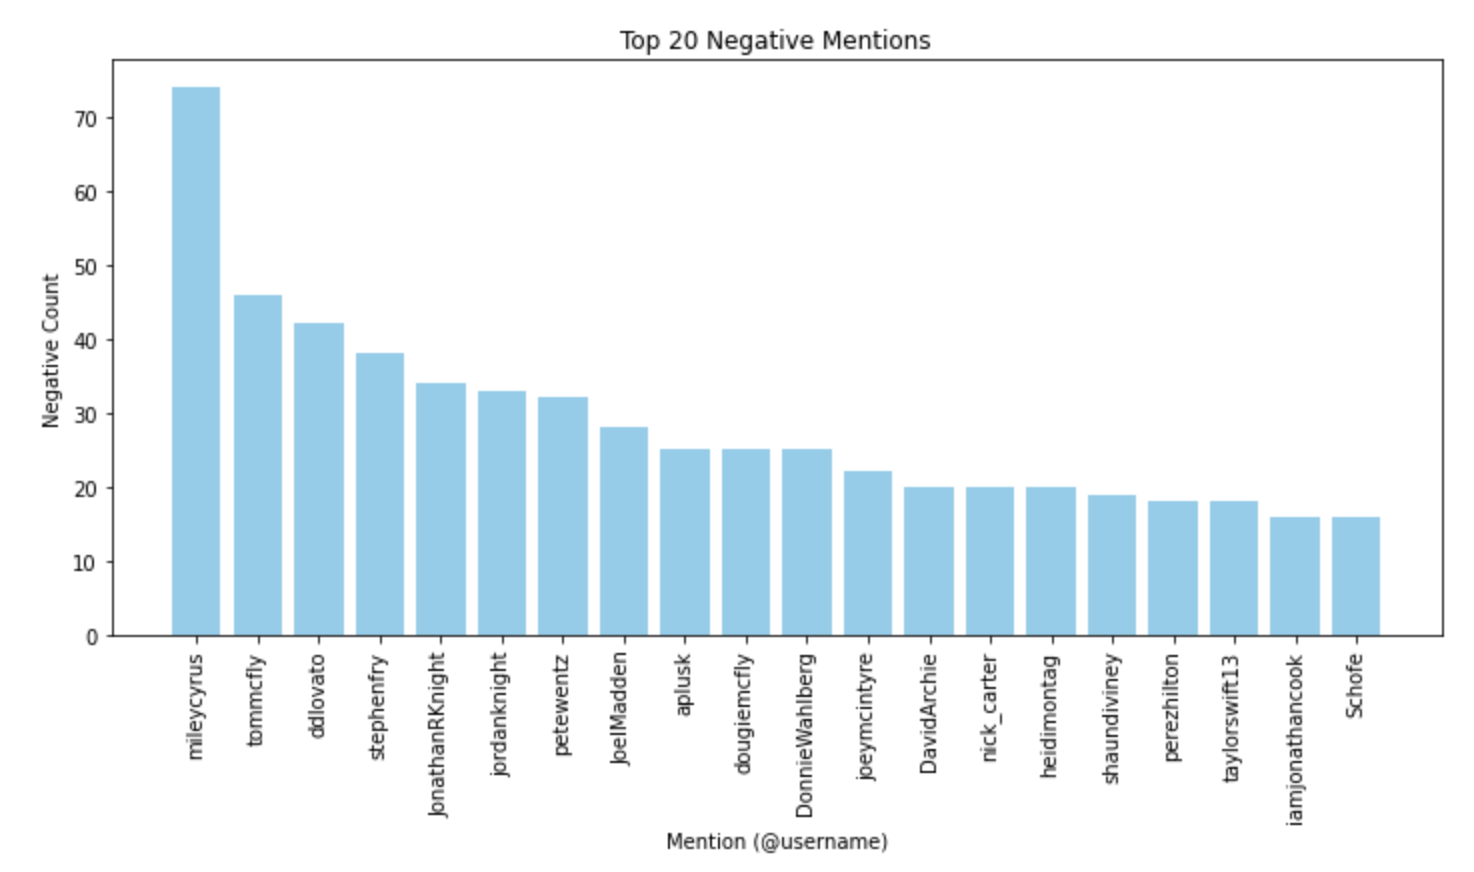 Top 20 Negative Mentions
Negative Count
70
60
50
40
30
20
10
0
mileycyrus
tommcfly
ddlovato
stephenfry
JonathanRKnight
jordanknight
petewentz
JoelMadden
aplusk
dougiemcfly
DonnieWahlberg
joeymcintyre
DavidArchie
nick_carter
heidimontag
shaundiviney
perezhilton
taylorswift13
iamjonathancook
Schofe
Mention (@username)